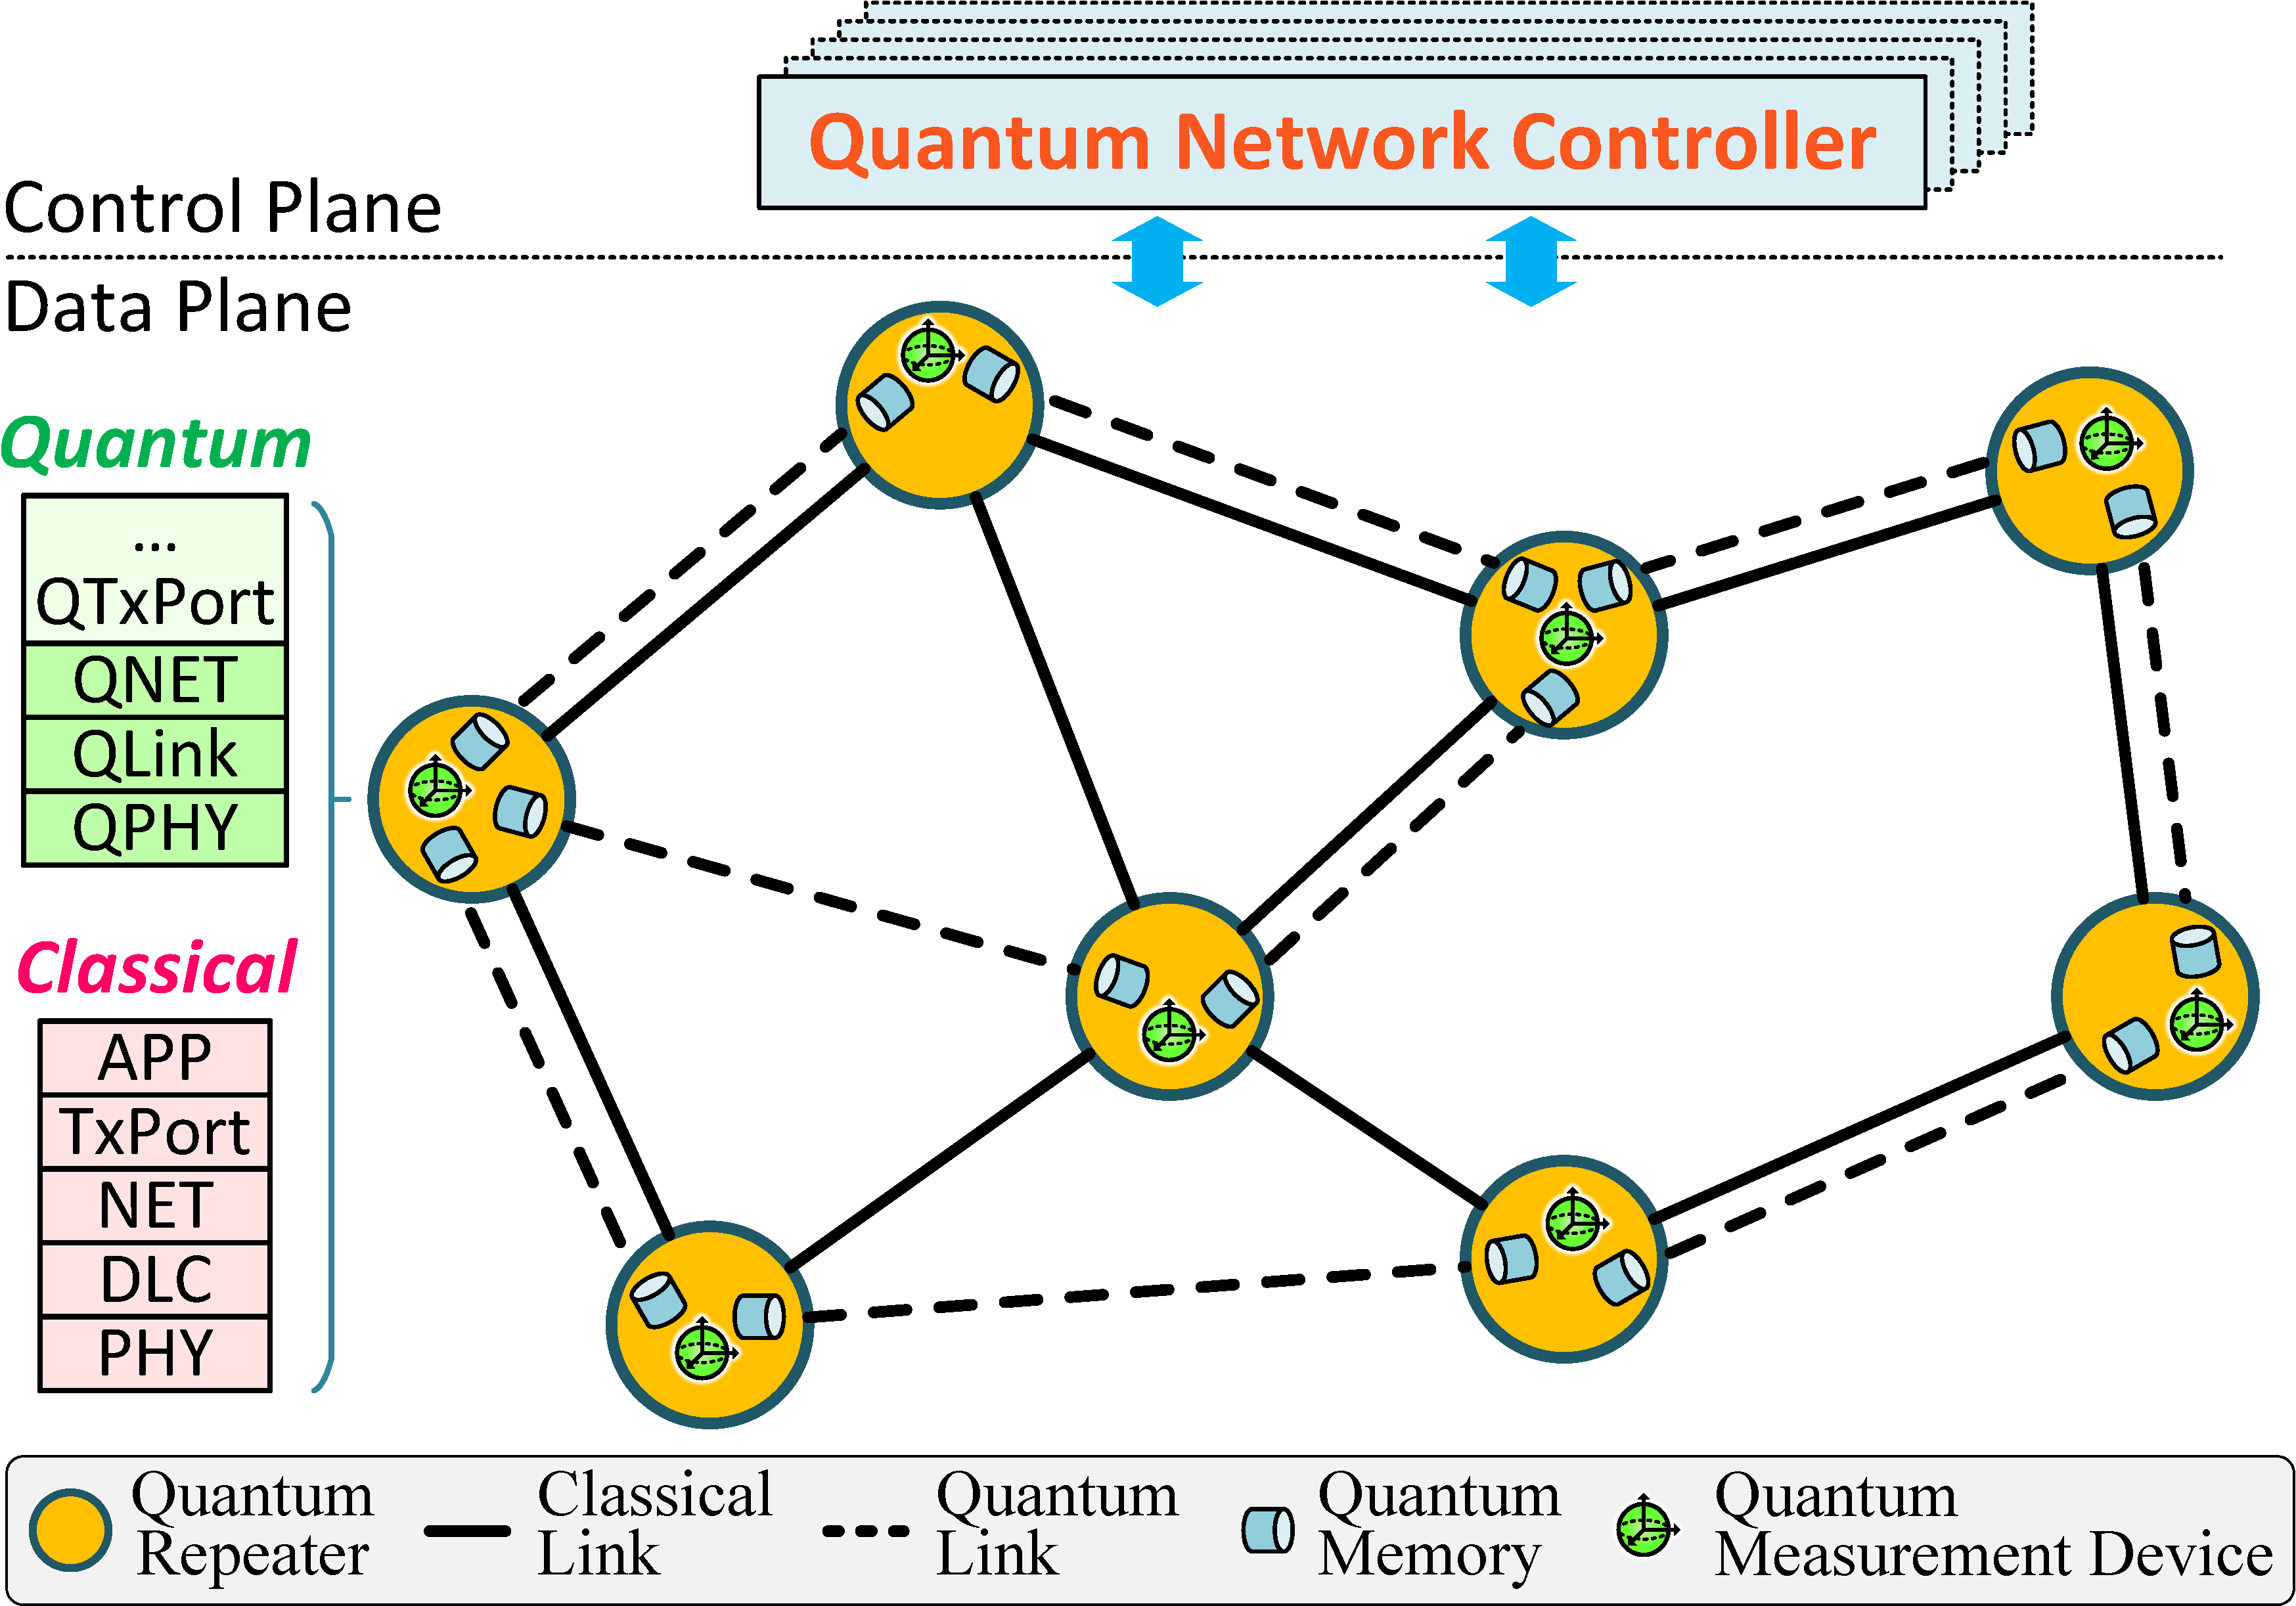 Quantum Network Controller
Control Plane
Data Plane
Quantum
...
QTxPort
QNET
QLink
QPHY
Classical
APP
TxPort
NET
DLC
PHY
Quantum
Repeater
Classical
Link
Quantum
Link
Quantum
Memory
Quantum
Measurement Device